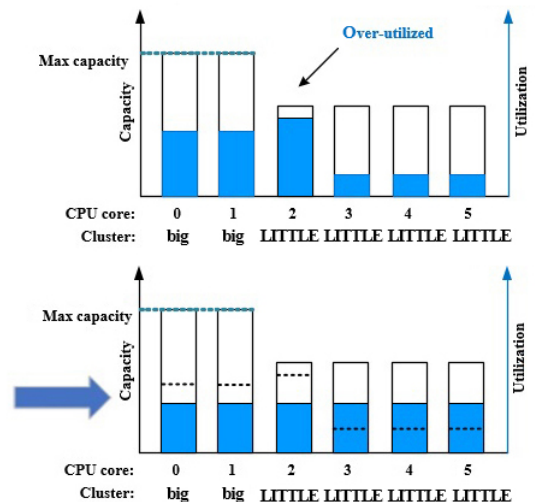 Over-utilized
Max capacity
Capacity
Utilization
CPU core: 0 1 2 3 4 5
Cluster: big big LITTLE LITTLE LITTLE LITTLE
Max capacity
Capacity
Utilization
CPU core: 0 1 2 3 4 5
Cluster: big big LITTLE LITTLE LITTLE LITTLE